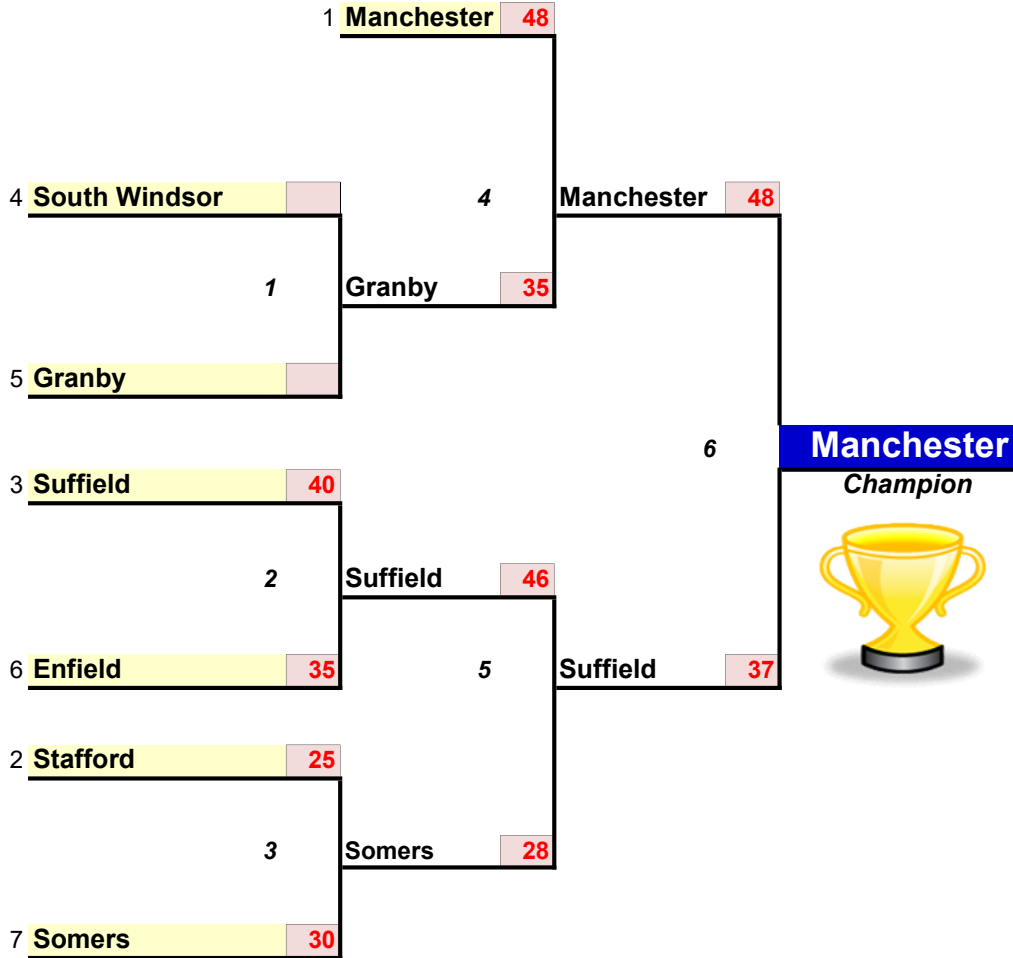 1 Manchester 48
4 South Windsor 4 Manchester 48
1 Granby 35
5 Granby
6 Manchester
3 Suffield 40 Champion
2 Suffield 46
6 Enfield 35 5 Suffield 37
2 Stafford 25
3 Somers 28
7 Somers 30